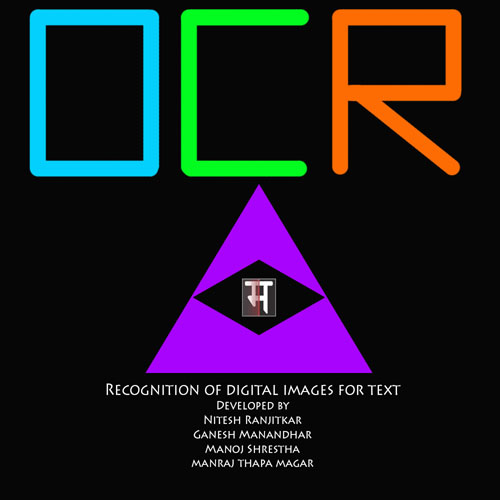 OCR
म
Recognition of digital images for text
Developed by
Nitesh Ranjitkar
Ganesh Manandhar
Manoj Shrestha
manraj thapa magar